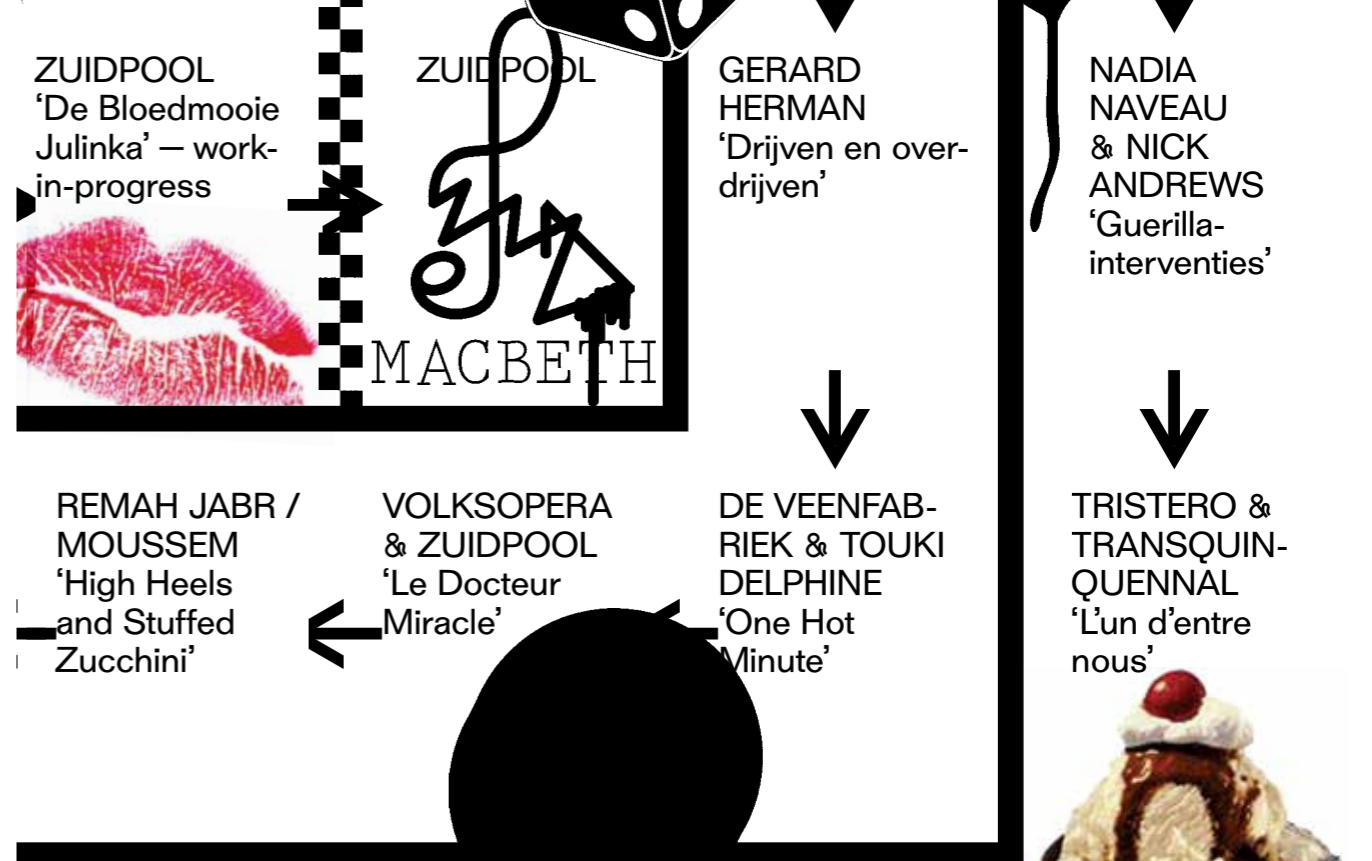 ZUIDPOOL
‘De Bloedmooie
Julinka’ — work-
in-progress
ZUIDPOOL
MACBETH
GERARD
HERMAN
‘Drijven en over-
drijven’
NADIA
NAVEAU
& NICK
ANDREWS
‘Guerilla-
interventies’
REMAH JABR /
MOUSSEM
‘High Heels
and Stuffed
Zucchini’
VOLKSOPERA
& ZUIDPOOL
‘Le Docteur
Miracle’
DE VEENFAB-
RIEK & TOUKI
DELPHINE
‘One Hot
Minute’
TRISTERO &
TRANSQUIN-
QUENNAL
‘L’un d’entre
nous’